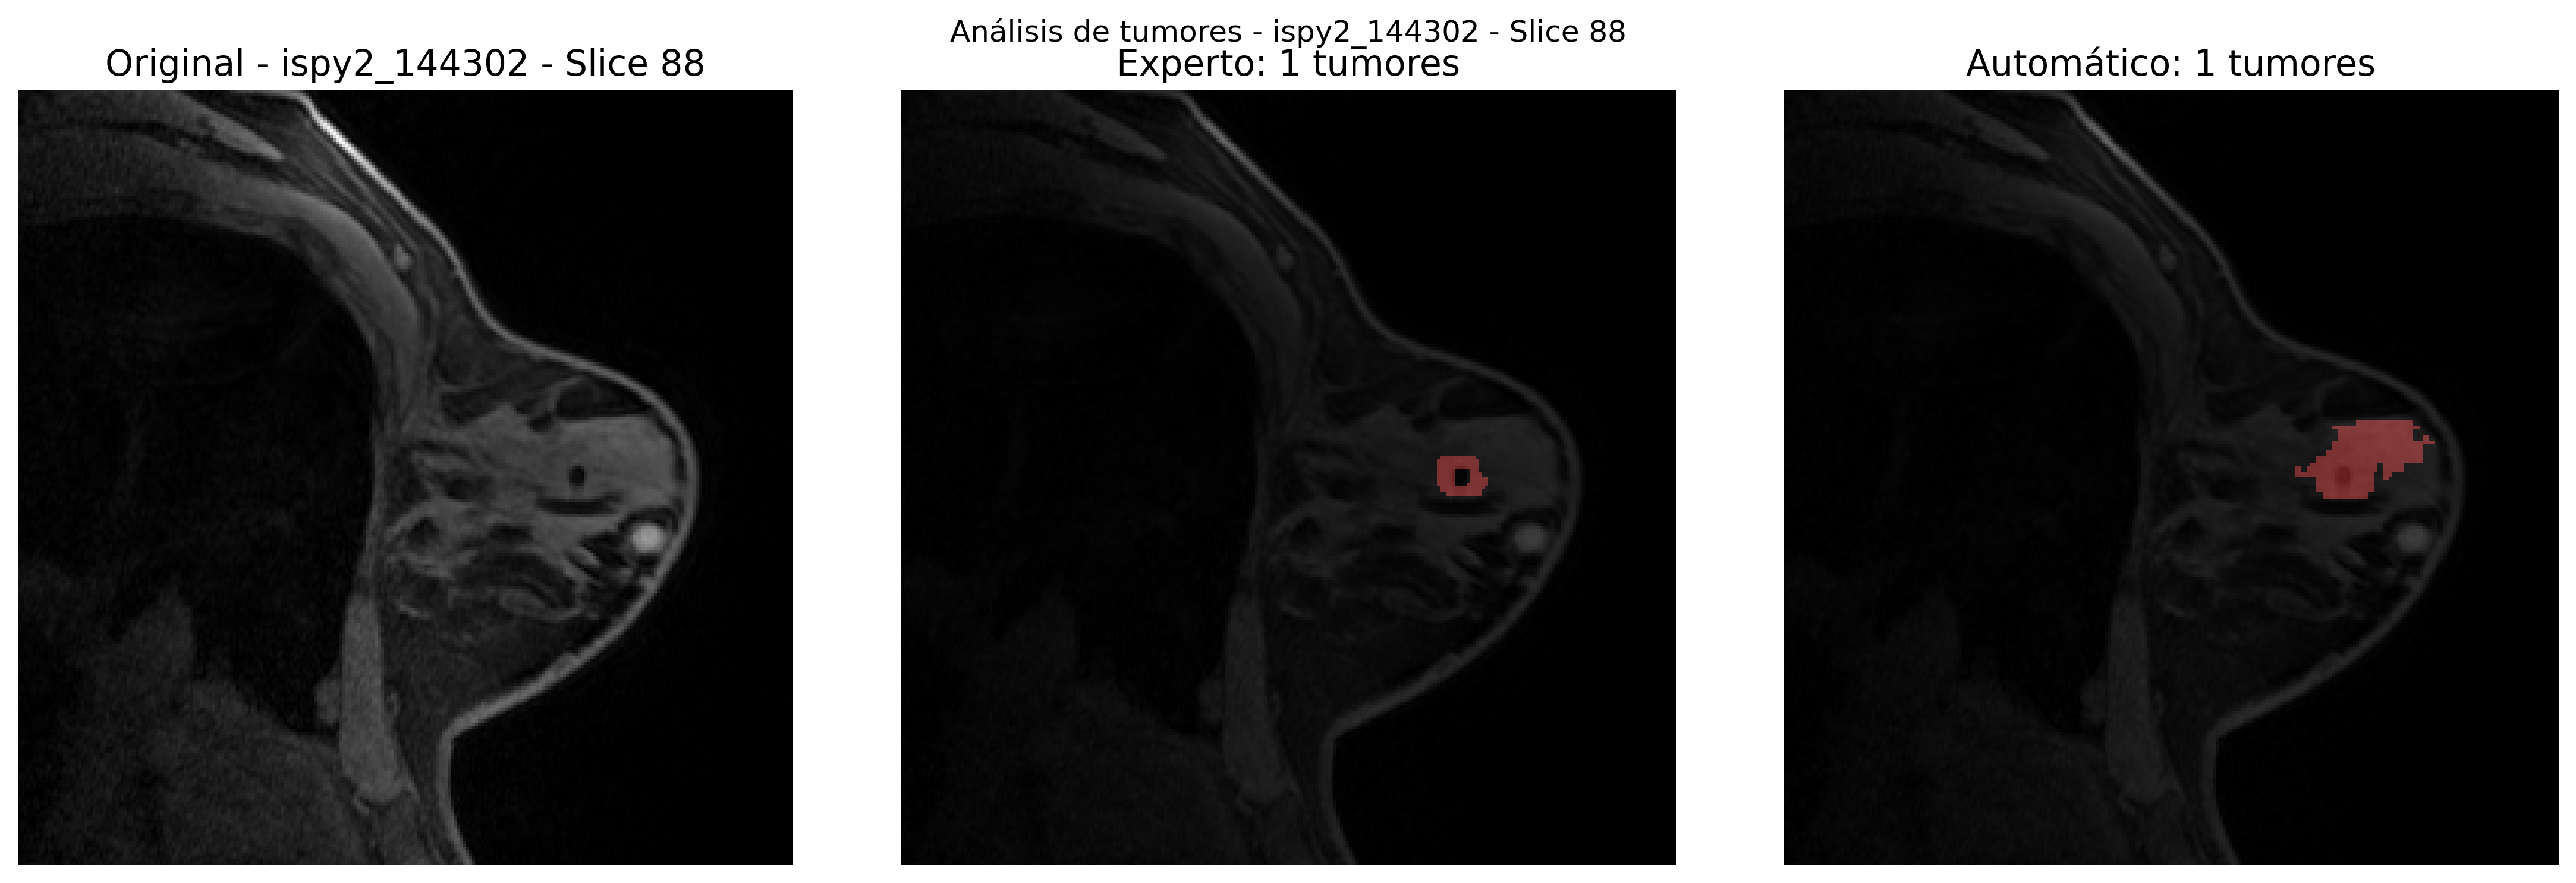 Análisis de tumores - ispy2_144302 - Slice 88
Original - ispy2_144302 - Slice 88
Experto: 1 tumores
Automático: 1 tumores